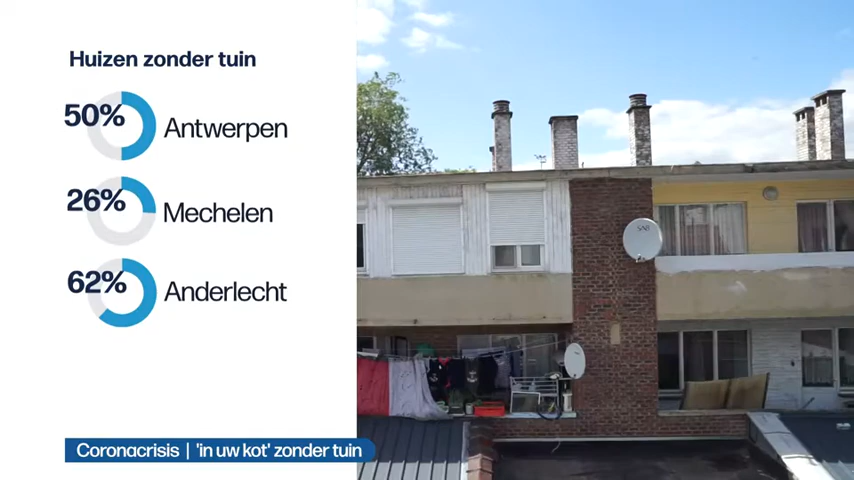 Huizen zonder tuin
50% Antwerpen
26% Mechelen
62% Anderlecht
Coronacrisis | 'in uw kot' zonder tuin